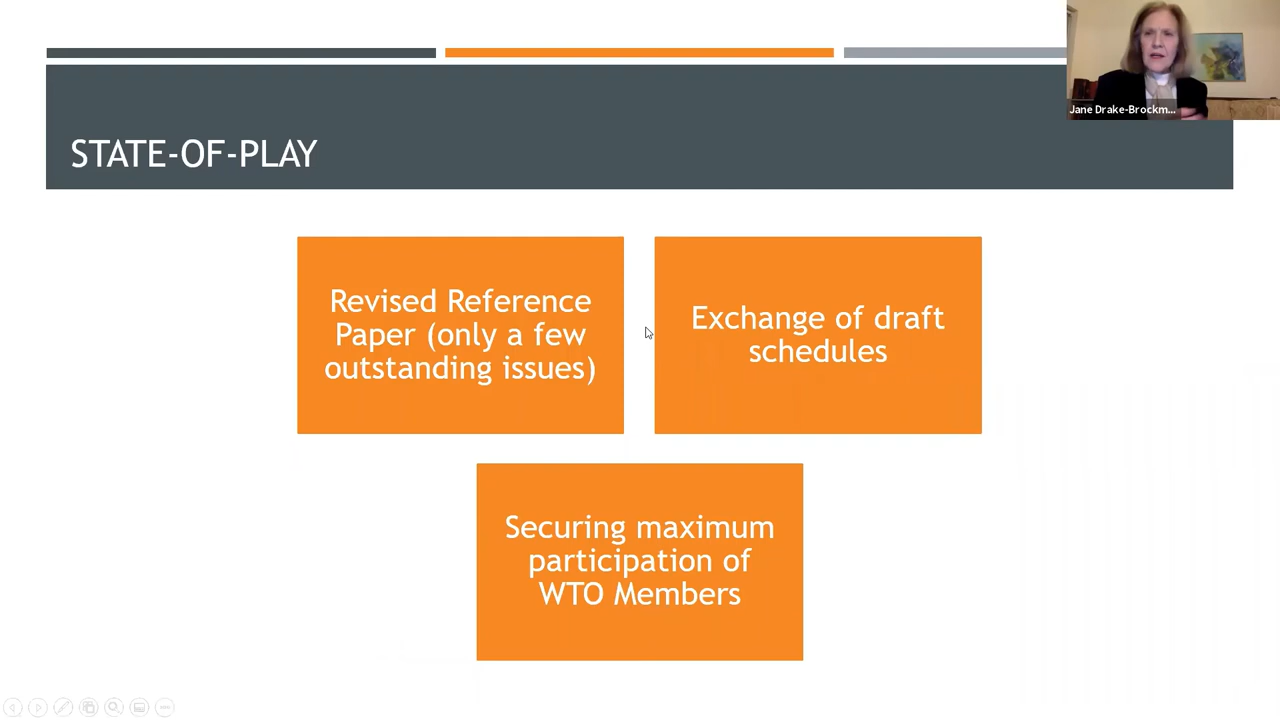 Jane Drake-Brockm...
STATE-OF-PLAY
Revised Reference
Paper (only a few
outstanding issues)
Exchange of draft
schedules
Securing maximum
participation of
WTO Members